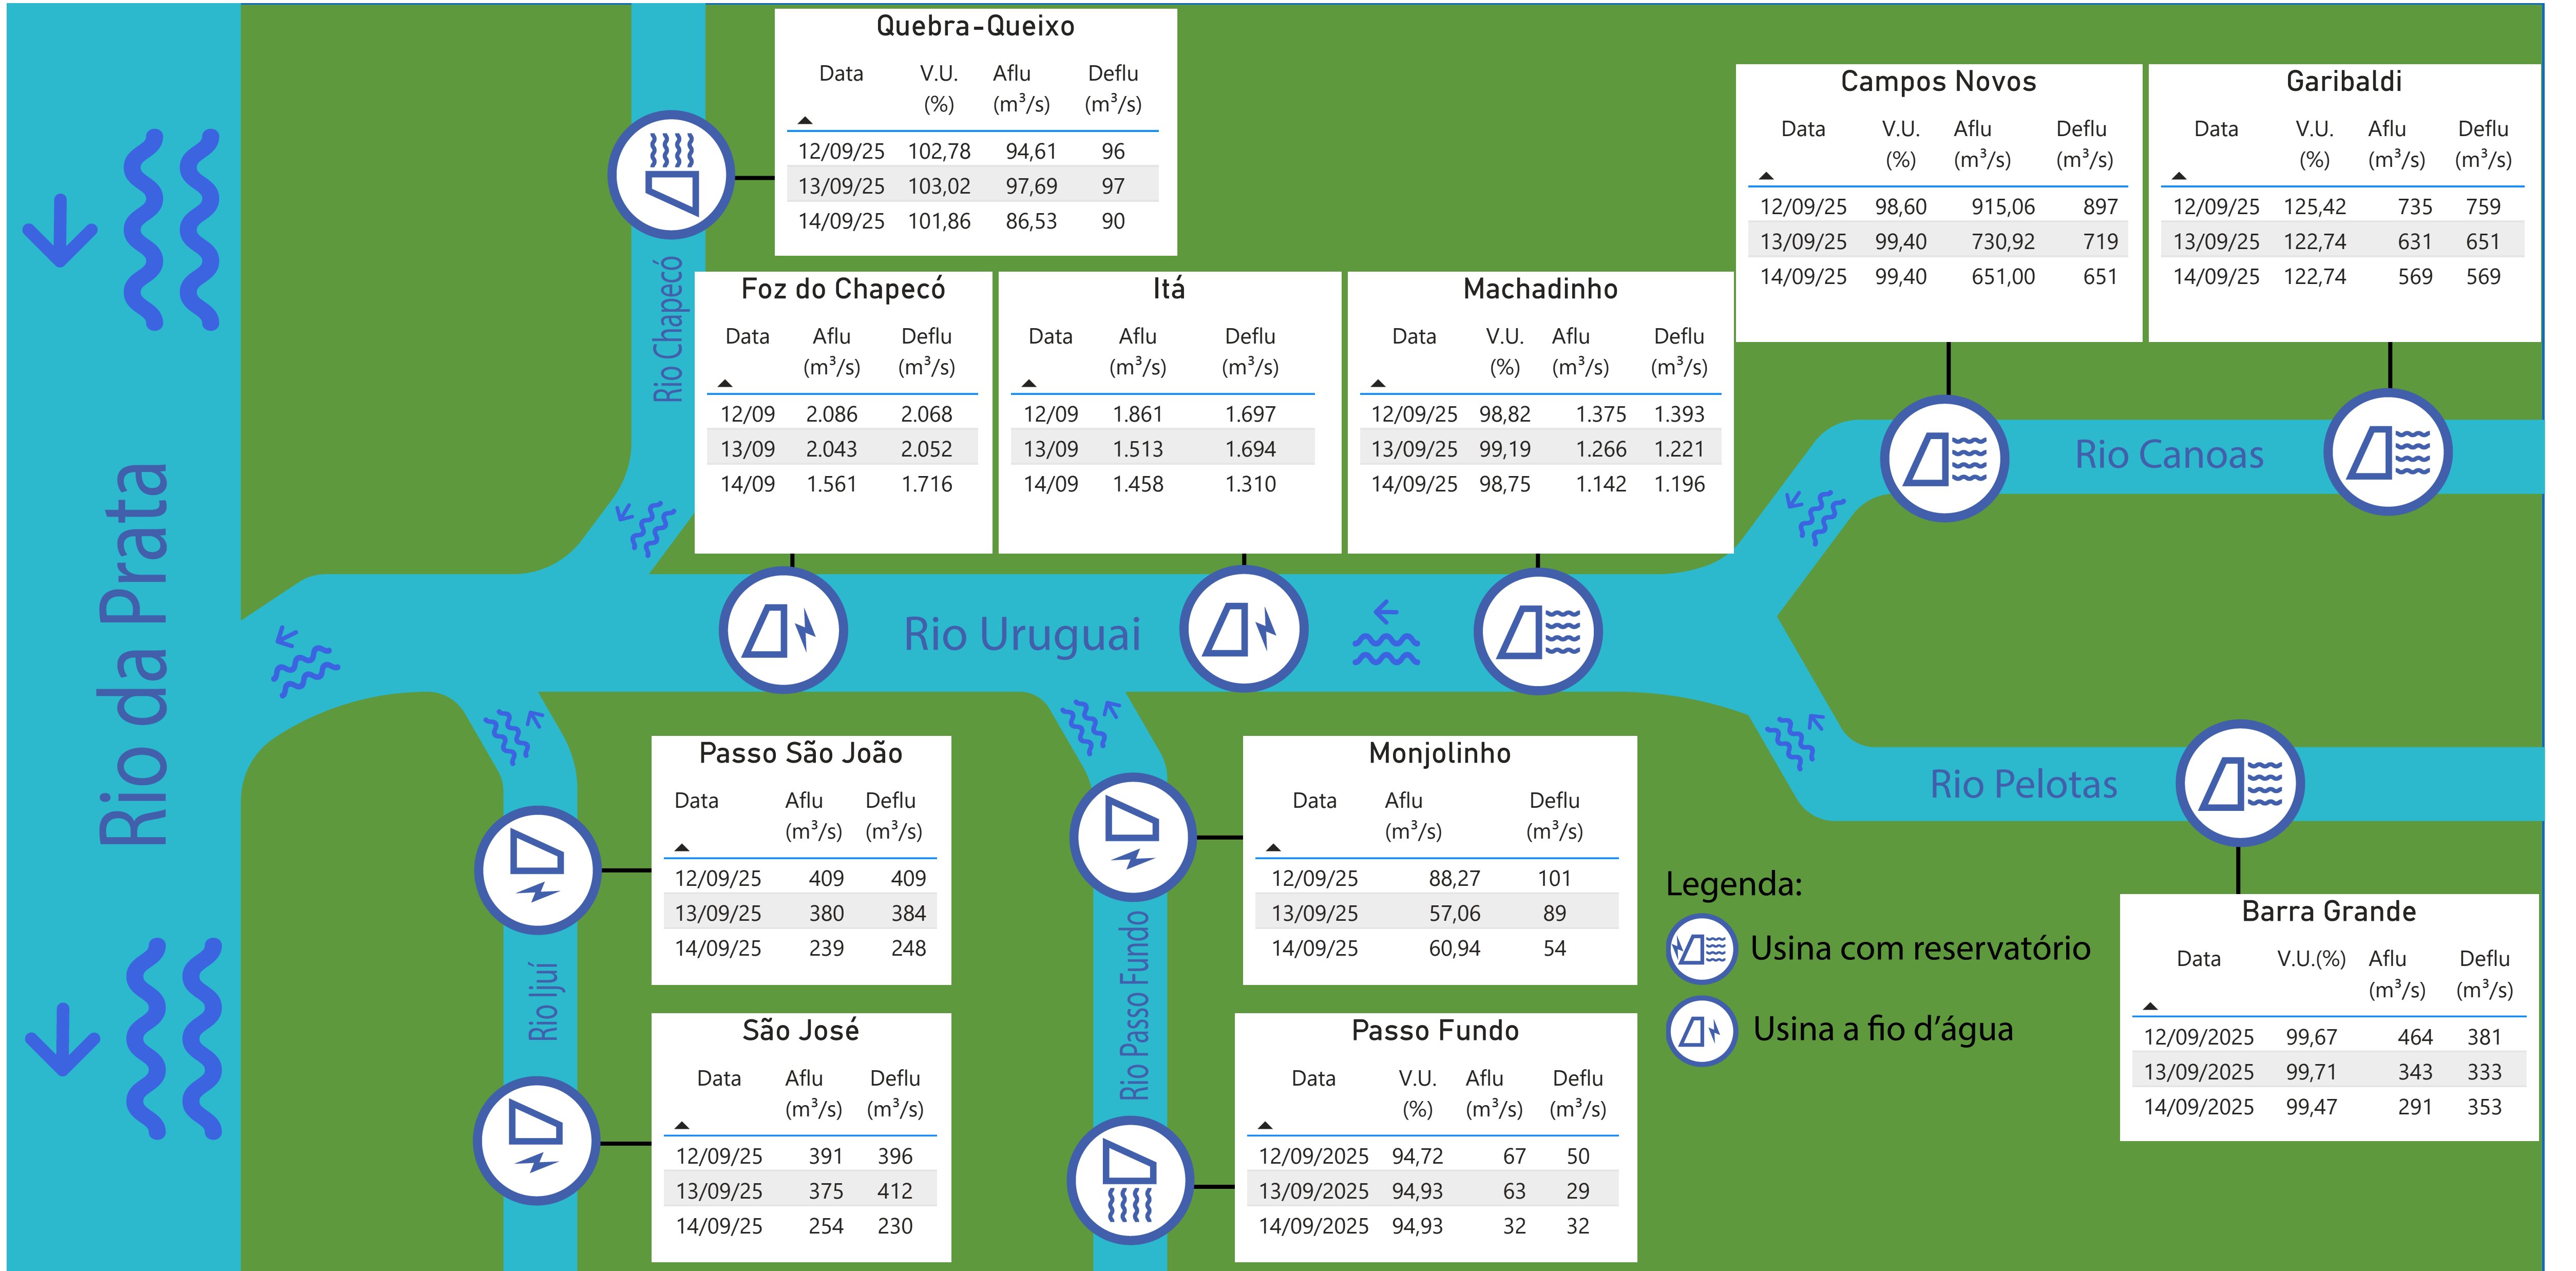 Quebra-Queixo
Data V.U. (%) Aflu (m³/s) Deflu (m³/s)
12/09/25 102,78 94,61 96
13/09/25 103,02 97,69 97
14/09/25 101,86 86,53 90
Campos Novos
Data V.U. (%) Aflu (m³/s) Deflu (m³/s)
12/09/25 98,60 915,06 897
13/09/25 99,40 730,92 719
14/09/25 99,40 651,00 651
Garibaldi
Data V.U. (%) Aflu (m³/s) Deflu (m³/s)
12/09/25 125,42 735 759
13/09/25 122,74 631 651
14/09/25 122,74 569 569
Rio Chapecó
Foz do Chapecó
Data Aflu (m³/s) Deflu (m³/s)
12/09 2.086 2.068
13/09 2.043 2.052
14/09 1.561 1.716
Itá
Data Aflu (m³/s) Deflu (m³/s)
12/09 1.861 1.697
13/09 1.513 1.694
14/09 1.458 1.310
Machadinho
Data V.U. (%) Aflu (m³/s) Deflu (m³/s)
12/09/25 98,82 1.375 1.393
13/09/25 99,19 1.266 1.221
14/09/25 98,75 1.142 1.196
Rio Canoas
Rio da Prata
Rio Uruguai
Rio Pelotas
Passo São João
Data Aflu (m³/s) Deflu (m³/s)
12/09/25 409 409
13/09/25 380 384
14/09/25 239 248
Monjolinho
Data Aflu (m³/s) Deflu (m³/s)
12/09/25 88,27 101
13/09/25 57,06 89
14/09/25 60,94 54
Rio Ijuí
Rio Passo Fundo
São José
Data Aflu (m³/s) Deflu (m³/s)
12/09/25 391 396
13/09/25 375 412
14/09/25 254 230
Passo Fundo
Data V.U. (%) Aflu (m³/s) Deflu (m³/s)
12/09/2025 94,72 67 50
13/09/2025 94,93 63 29
14/09/2025 94,93 32 32
Legenda:
Usina com reservatório
Usina a fio d'água
Barra Grande
Data V.U.(%) Aflu (m³/s) Deflu (m³/s)
12/09/2025 99,67 464 381
13/09/2025 99,71 343 333
14/09/2025 99,47 291 353